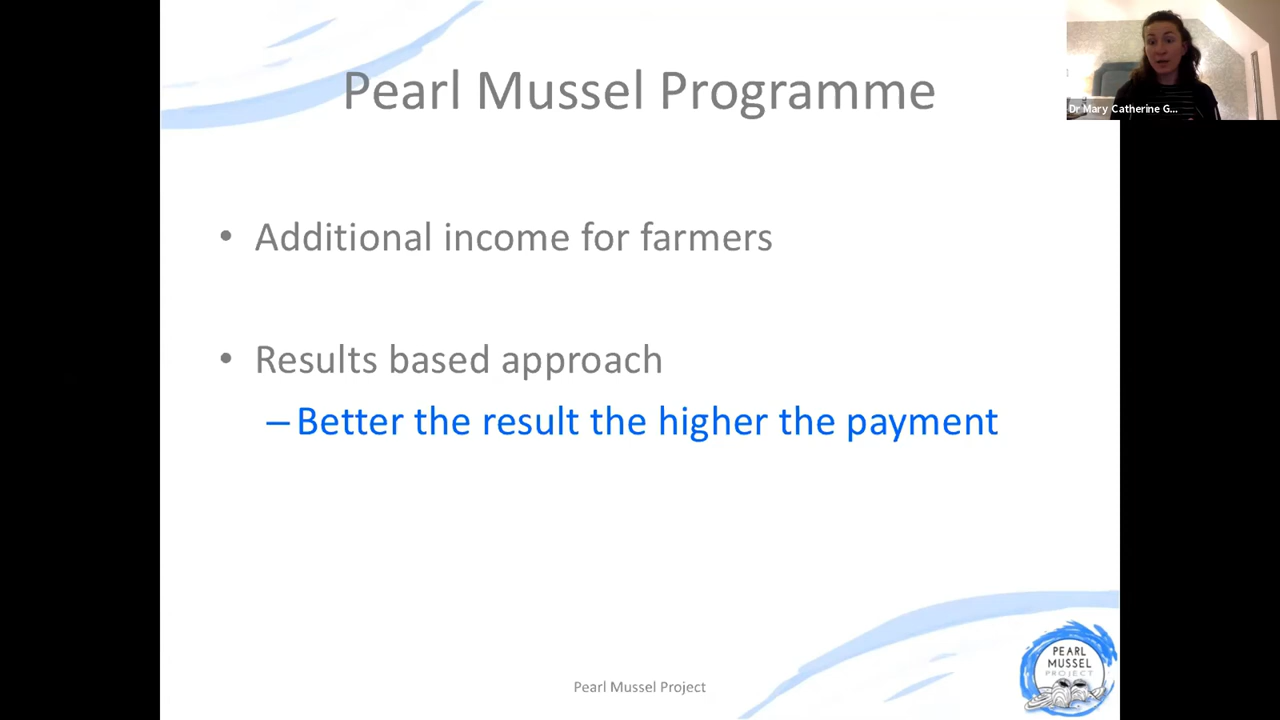 Pearl Mussel Programme
Dr Mary Catherine G...
• Additional income for farmers
• Results based approach
– Better the result the higher the payment
Pearl Mussel Project
PEARL
MUSSEL
PROJECT